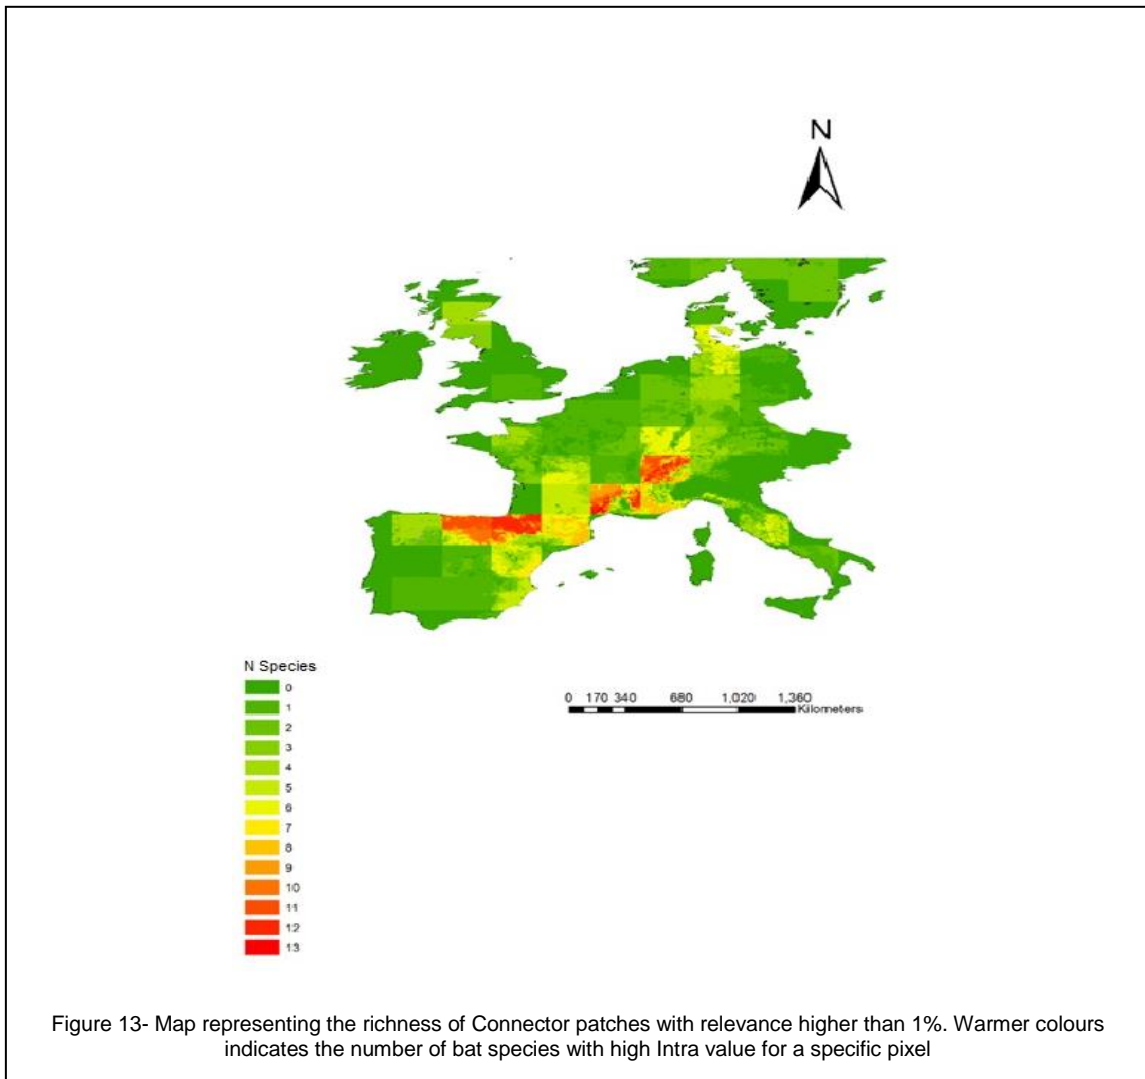 N
N Species
0
1
2
3
4
5
6
7
8
9
10
11
12
13
0 170 340 680 1,020 1,360
Kilometers
Figure 13- Map representing the richness of Connector patches with relevance higher than 1%. Warmer colours
indicates the number of bat species with high Intra value for a specific pixel